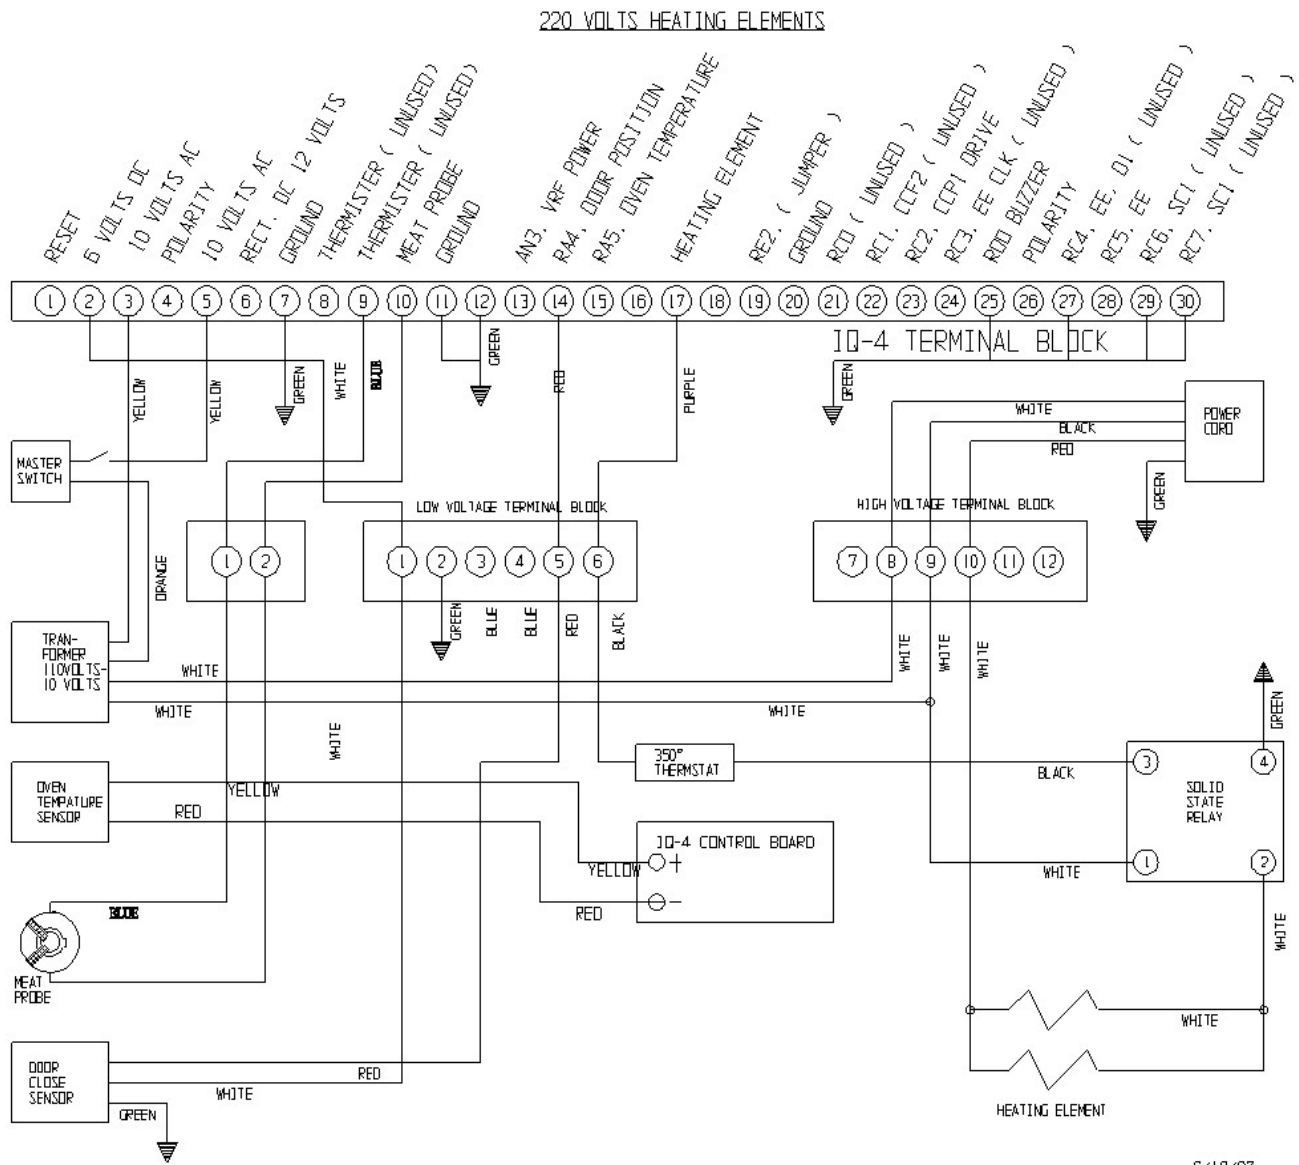 220 VOLTS HEATING ELEMENTS
RESET
6 VOLTS DC
10 VOLTS AC
POLARITY
10 VOLTS AC
RECT. DC 12 VOLTS
GROUND
THERMISTER ( UNUSED)
THERMISTER ( UNUSED)
MEAT PROBE
GROUND
AN3, VRF POWER
RA4, DOOR POSITION
RA5, OVEN TEMPERATURE
HEATING ELEMENT
RE2, ( JUMPER )
GROUND
RC0 ( UNUSED )
RC1, CCF2 ( UNUSED )
RC2, CCP1 DRIVE
RC3, EE CLK ( UNUSED )
RD0 BUZZER
POLARITY
RC4, EE, D1 ( UNUSED )
RC5, EE
RC6, SC1 ( UNUSED )
RC7, SC1 ( UNUSED )
1 2 3 4 5 6 7 8 9 10 11 12 13 14 15 16 17 18 19 20 21 22 23 24 25 26 27 28 29 30
IQ-4 TERMINAL BLOCK
YELLOW
YELLOW
GREEN
WHITE
BLUE
GREEN
RED
PURPLE
GREEN
WHITE
BLACK
RED
POWER
CORD
GREEN
MASTER
SWITCH
LOW VOLTAGE TERMINAL BLOCK
HIGH VOLTAGE TERMINAL BLOCK
1 2
1 2 3 4 5 6
7 8 9 10 11 12
ORANGE
GREEN
BLUE
BLUE
RED
BLACK
WHITE
WHITE
WHITE
TRAN-
FORMER
110VOLTS-
10 VOLTS
WHITE
WHITE
WHITE
WHITE
GREEN
350°
THERMSTAT
BLACK
3
4
SOLID
STATE
RELAY
1
2
OVEN
TEMPATURE
SENSOR
YELLOW
RED
IQ-4 CONTROL BOARD
YELLOW
+
RED
-
WHITE
WHITE
BLUE
MEAT
PROBE
WHITE
HEATING ELEMENT
DOOR
CLOSE
SENSOR
RED
WHITE
GREEN